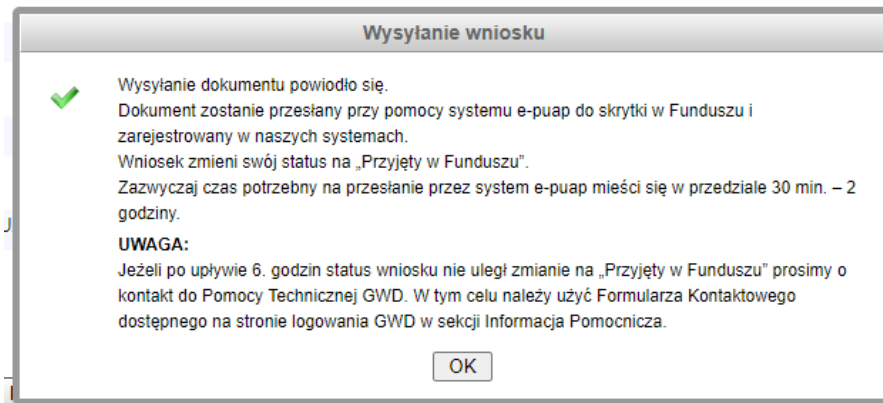 Wysyłanie wniosku
Wysyłanie dokumentu powiodło się.
Dokument zostanie przesłany przy pomocy systemu e-puap do skrytki w Funduszu i
zarejestrowany w naszych systemach.
Wniosek zmieni swój status na „Przyjęty w Funduszu”.
Zazwyczaj czas potrzebny na przesłanie przez system e-puap mieści się w przedziale 30 min. – 2
godziny.
UWAGA:
Jeżeli po upływie 6. godzin status wniosku nie uległ zmianie na „Przyjęty w Funduszu” prosimy o
kontakt do Pomocy Technicznej GWD. W tym celu należy użyć Formularza Kontaktowego
dostępnego na stronie logowania GWD w sekcji Informacja Pomocnicza.
OK